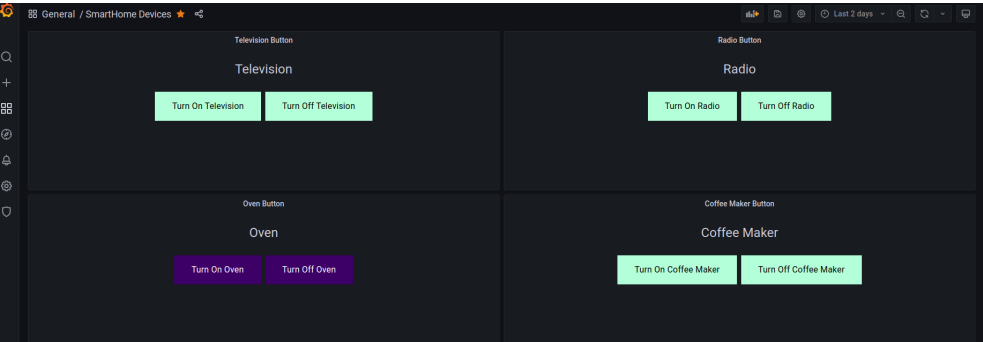 General / SmartHome Devices
Last 2 days
Television Button
Television
Turn On Television
Turn Off Television
Radio Button
Radio
Turn On Radio
Turn Off Radio
Oven Button
Oven
Turn On Oven
Turn Off Oven
Coffee Maker Button
Coffee Maker
Turn On Coffee Maker
Turn Off Coffee Maker